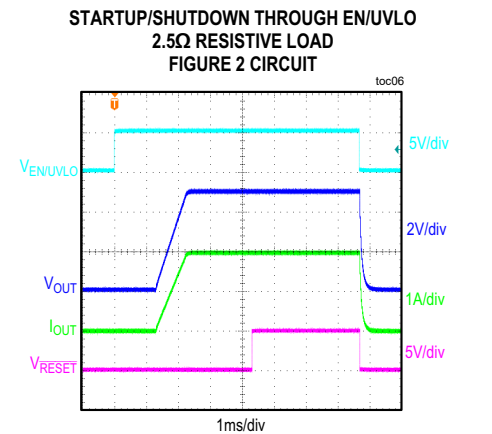 STARTUP/SHUTDOWN THROUGH EN/UVLO
2.5Ω RESISTIVE LOAD
FIGURE 2 CIRCUIT
toc06
T
VEN/UVLO
5V/div
2V/div
VOUT
1A/div
IOUT
5V/div
VRESET
1ms/div